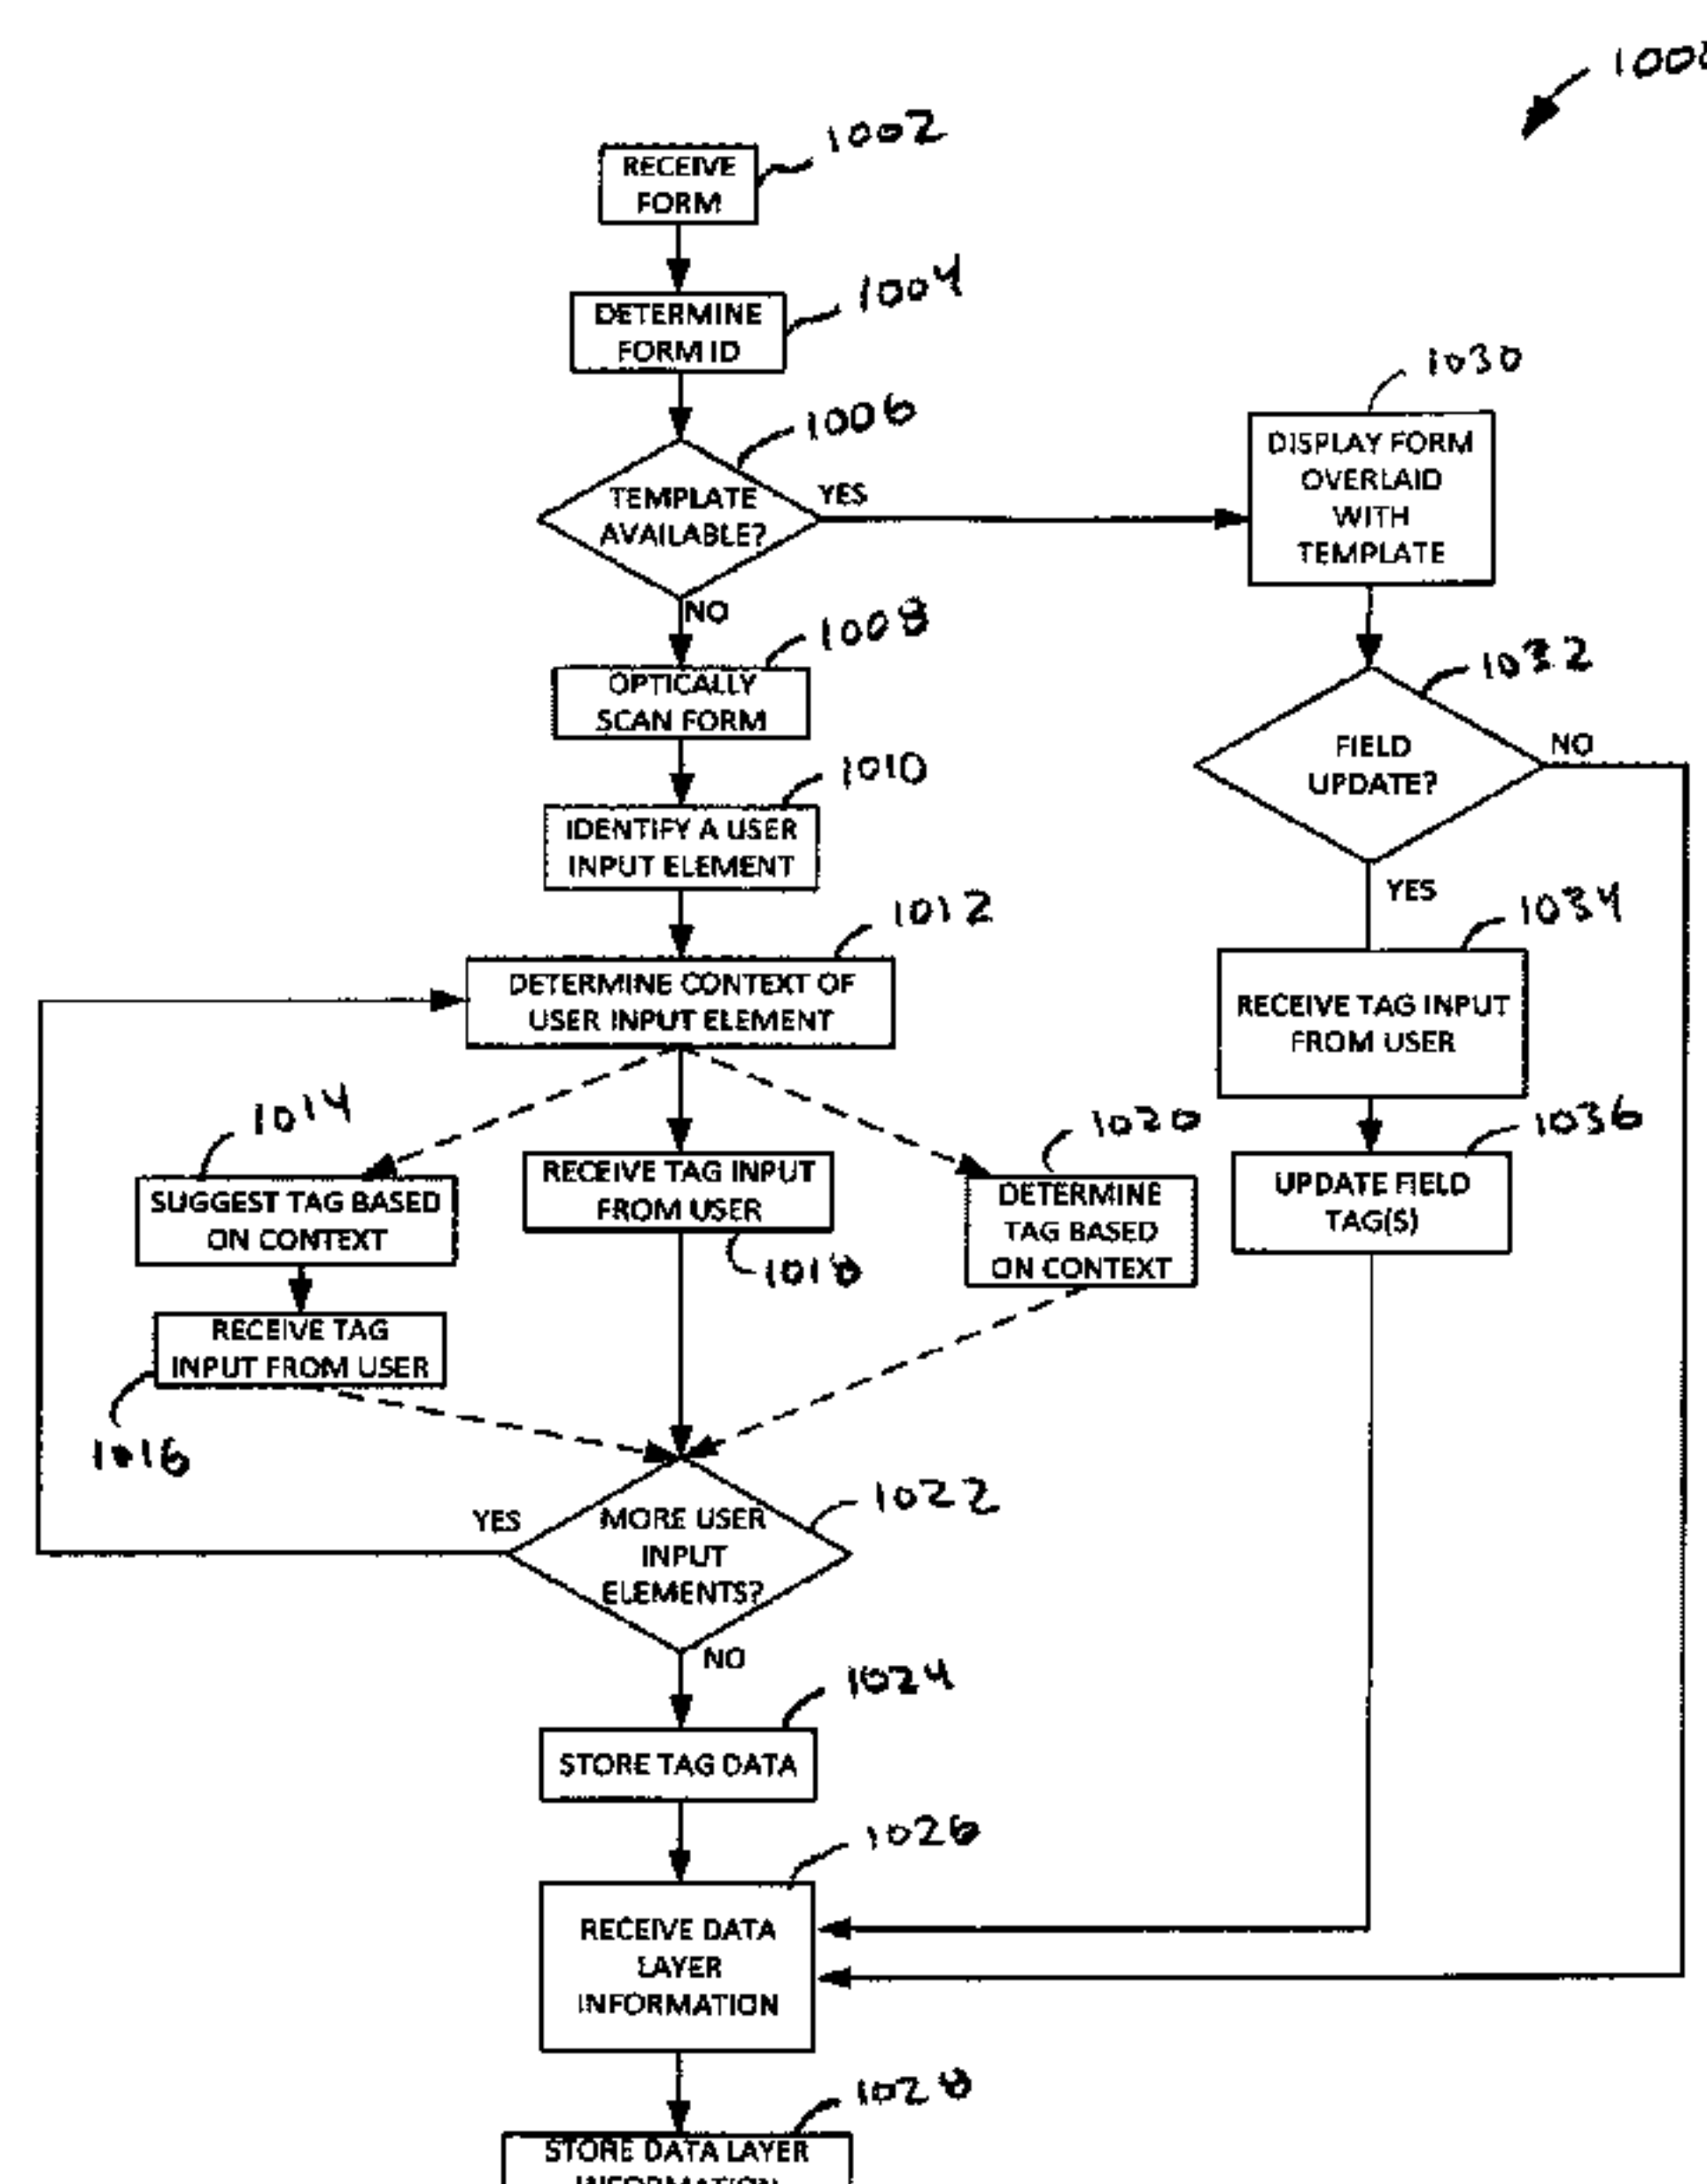 1000
1002
RECEIVE
FORM
1004
DETERMINE
FORM ID
1006
TEMPLATE
AVAILABLE?
YES
NO
1030
DISPLAY FORM
OVERLAID
WITH
TEMPLATE
1008
OPTICALLY
SCAN FORM
1032
FIELD
UPDATE?
NO
YES
1010
IDENTIFY A USER
INPUT ELEMENT
1012
DETERMINE CONTEXT OF
USER INPUT ELEMENT
1034
RECEIVE TAG INPUT
FROM USER
1014
SUGGEST TAG BASED
ON CONTEXT
RECEIVE TAG INPUT
FROM USER
1018
1020
DETERMINE
TAG BASED
ON CONTEXT
1036
UPDATE FIELD
TAG(S)
RECEIVE TAG
INPUT FROM USER
1016
1022
MORE USER
INPUT
ELEMENTS?
YES
NO
1024
STORE TAG DATA
1026
RECEIVE DATA
LAYER
INFORMATION
1028
STORE DATA LAYER
INFORMATION